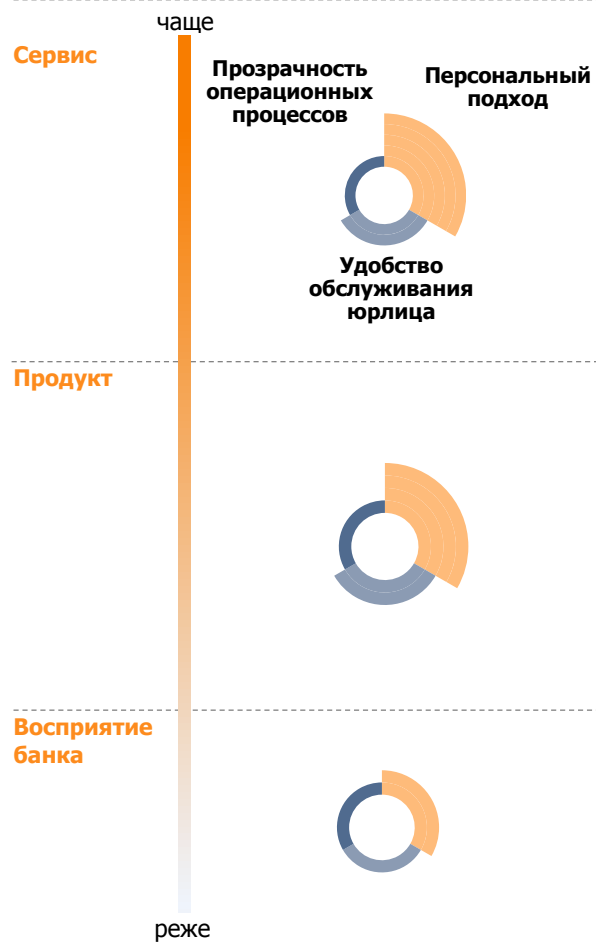 чаще
Сервис
Прозрачность
операционных
процессов
Персональный
подход
Удобство
обслуживания
юрлица
Продукт
Восприятие
банка
реже